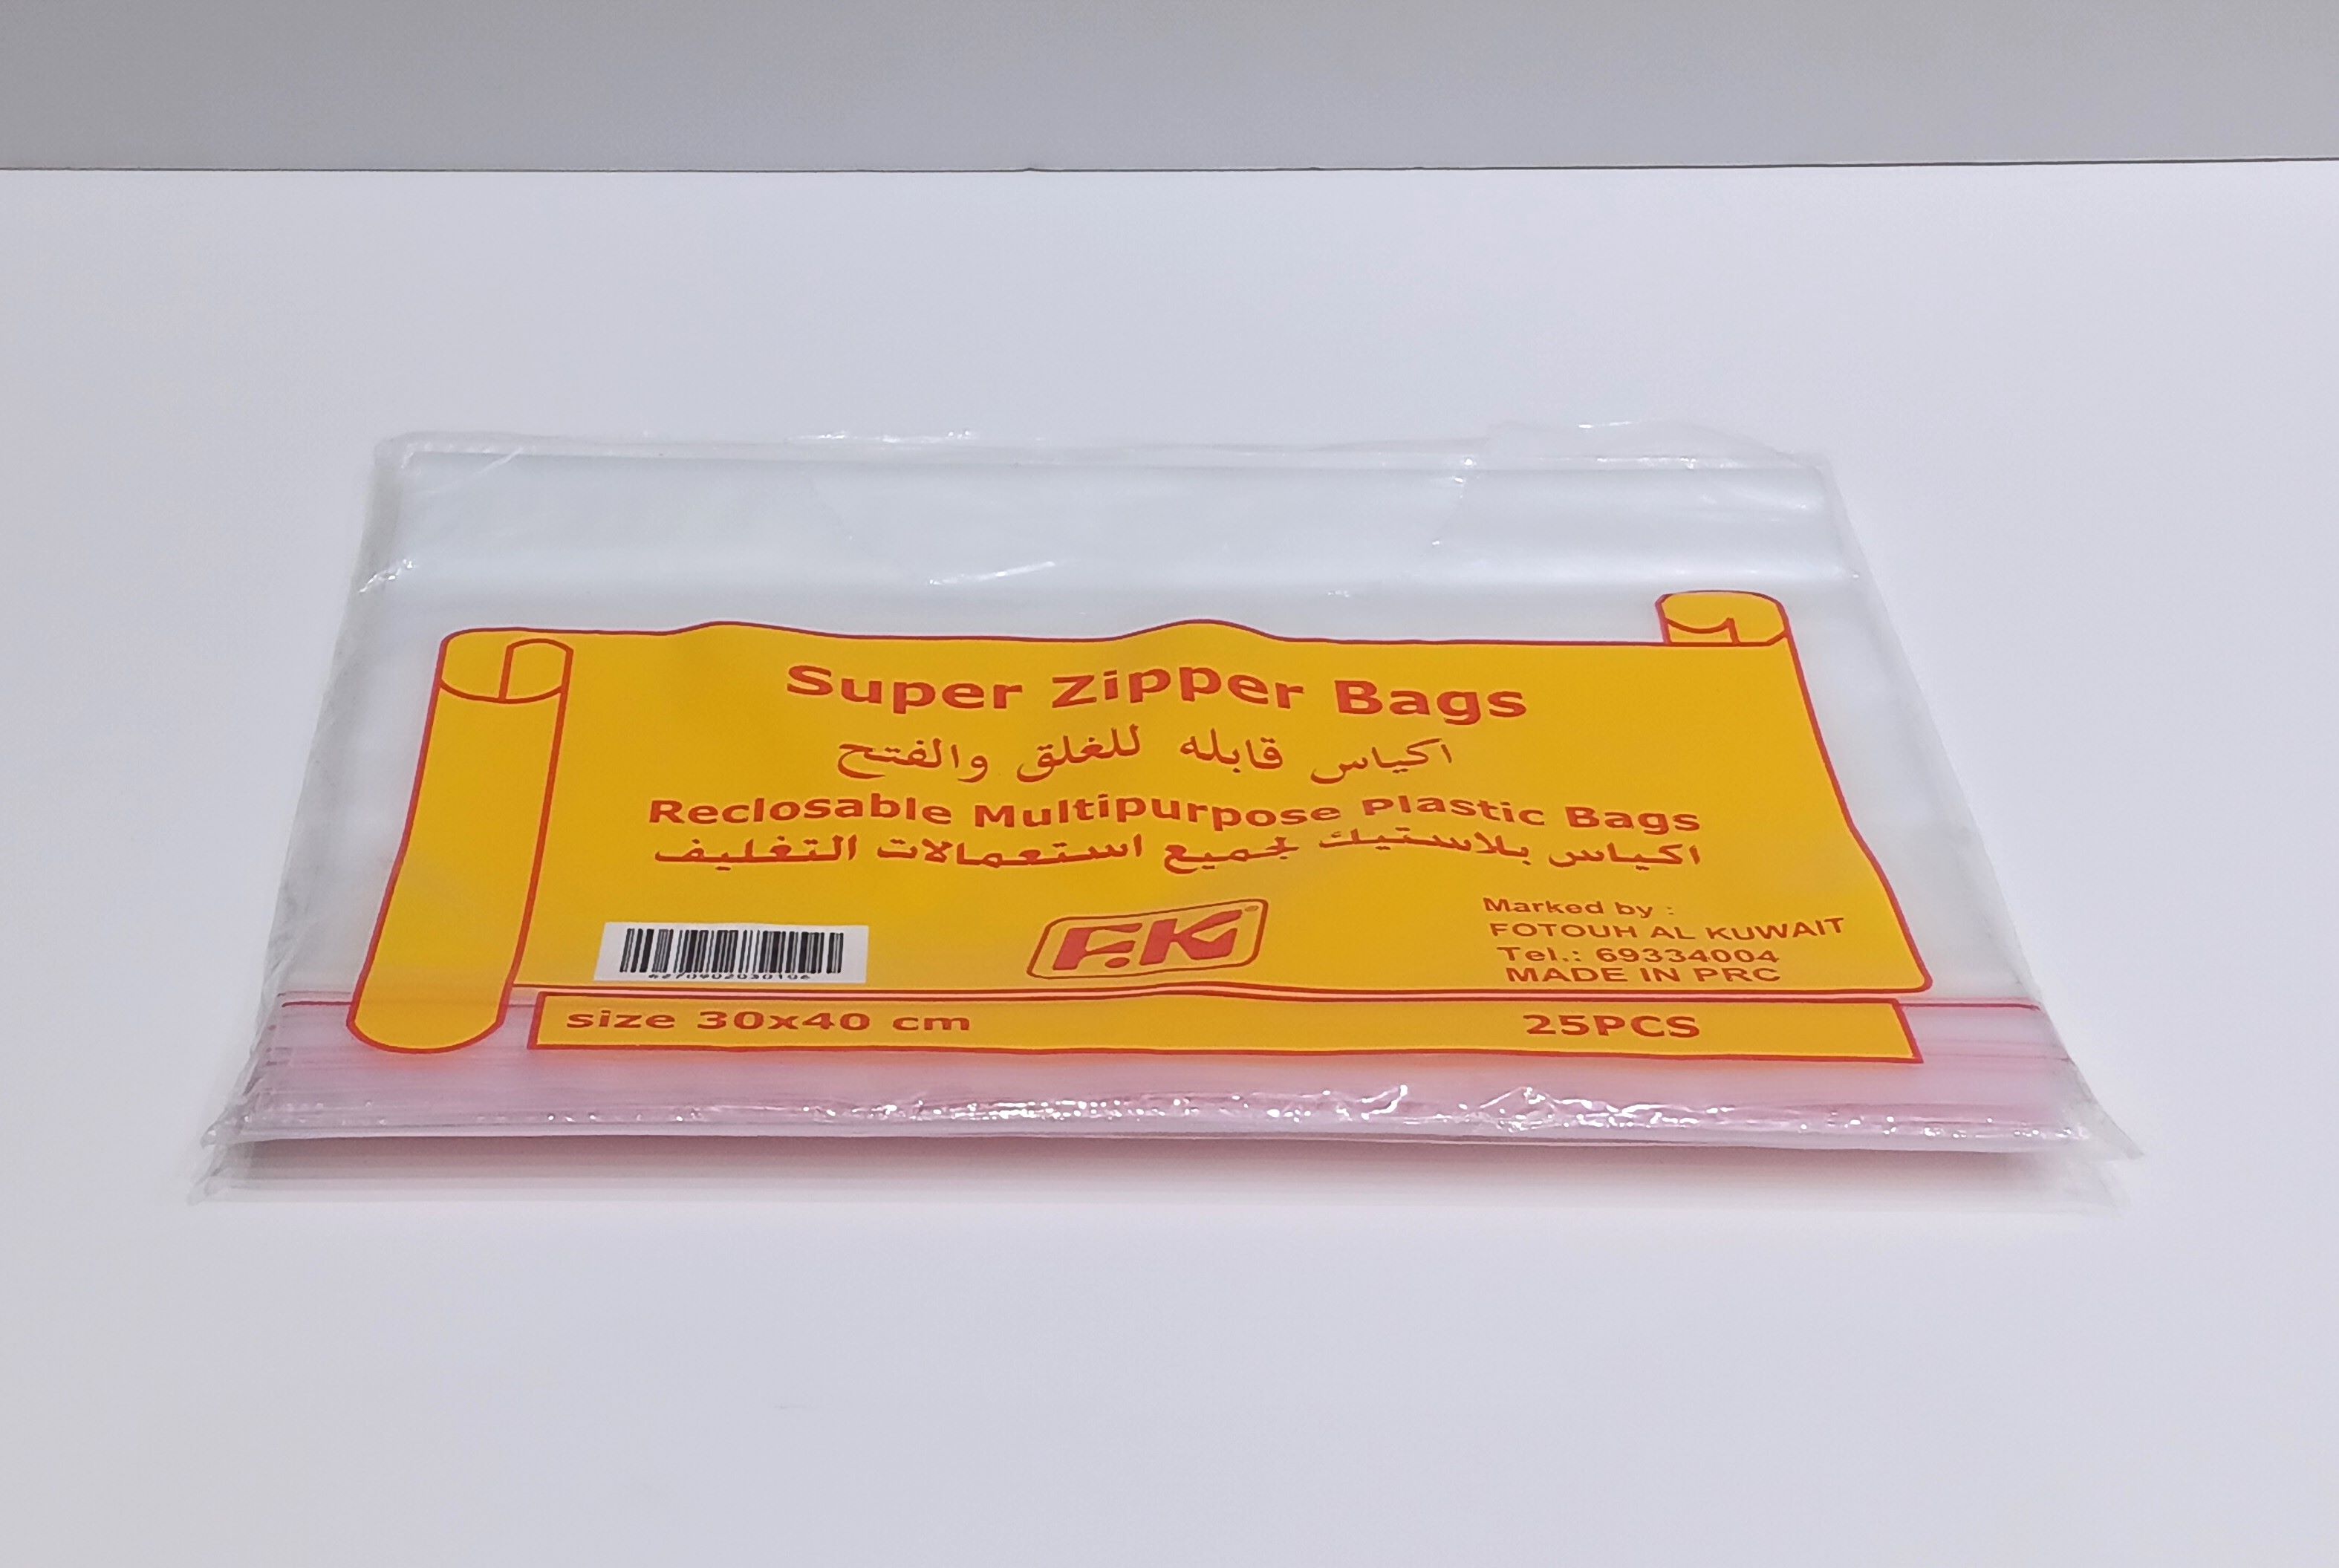 Super Zipper Bags
اكياس قابله للغلق والفتح
Reclosable Multipurpose Plastic Bags
اكياس بلاستيك لجميع استعمالات التغليف
F.K
Marked by :
FOTOUH AL KUWAIT
Tel.: 69334004
MADE IN PRC
size 30x40 cm
25PCS